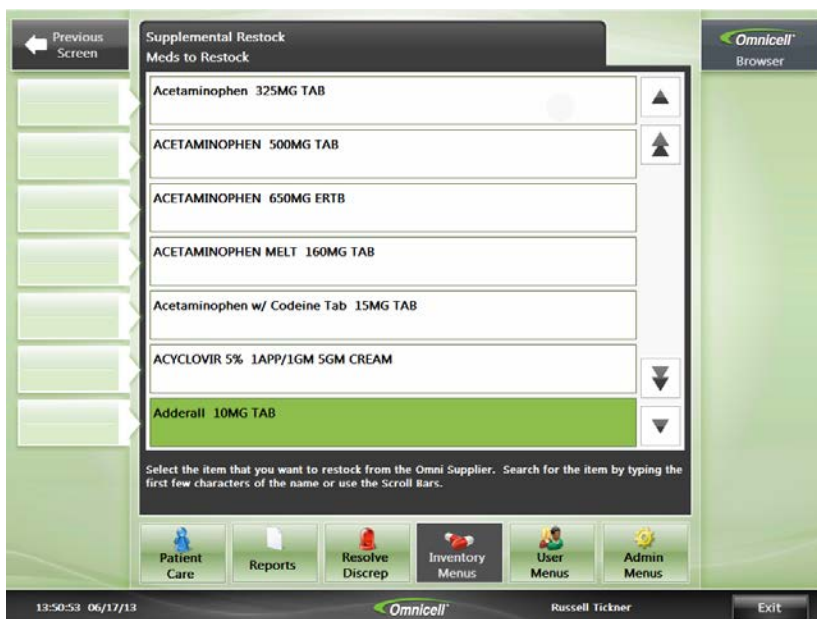 Previous
Screen
Supplemental Restock
Meds to Restock
Omnicell
Browser
Acetaminophen 325MG TAB
ACETAMINOPHEN 500MG TAB
ACETAMINOPHEN 650MG ERTB
ACETAMINOPHEN MELT 160MG TAB
Acetaminophen w/ Codeine Tab 15MG TAB
ACYCLOVIR 5% 1APP/1GM 5GM CREAM
Adderall 10MG TAB
Select the item that you want to restock from the Omni Supplier. Search for the item by typing the
first few characters of the name or use the Scroll Bars.
Patient
Care
Reports
Resolve
Discrep
Inventory
Menus
User
Menus
Admin
Menus
13:50:53 06/17/13
Omnicell
Russell Tickner
Exit